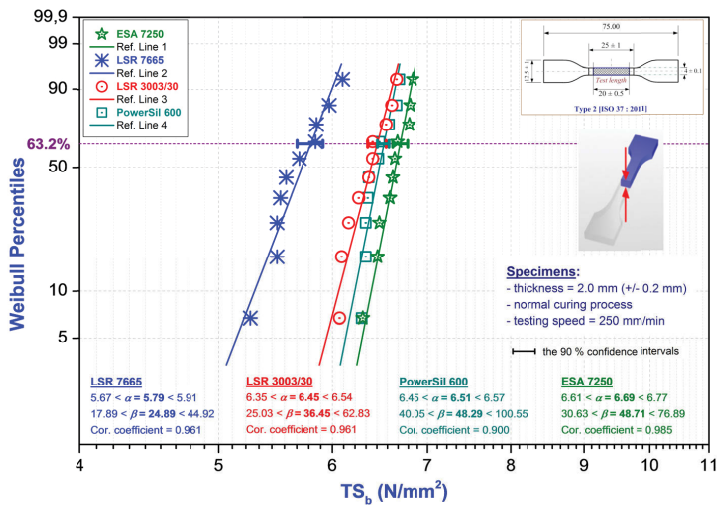 99,9
99
90
63.2%
50
10
5
Weibull Percentiles
ESA 7250
Ref. Line 1
LSR 7665
Ref. Line 2
LSR 3003/30
Ref. Line 3
PowerSil 600
Ref. Line 4
75.00
25 ± 1
17.5 ± 1
4 ± 0.1
Test length
20 ± 0.5
Type 2 [ISO 37 : 2011]
Specimens:
- thickness = 2.0 mm (+/- 0.2 mm)
- normal curing process
- testing speed = 250 mm/min
the 90 % confidence intervals
LSR 7665
5.67 < α = 5.79 < 5.91
17.89 < β = 24.89 < 44.92
Cor. coefficient = 0.961
LSR 3003/30
6.35 < α = 6.45 < 6.54
25.03 < β = 36.45 < 62.83
Cor. coefficient = 0.961
PowerSil 600
6.45 < α = 6.51 < 6.57
40.05 < β = 48.29 < 100.55
Cor. coefficient = 0.900
ESA 7250
6.61 < α = 6.69 < 6.77
30.63 < β = 48.71 < 76.89
Cor. coefficient = 0.985
4 5 6 7 8 9 10 11
TSb (N/mm²)